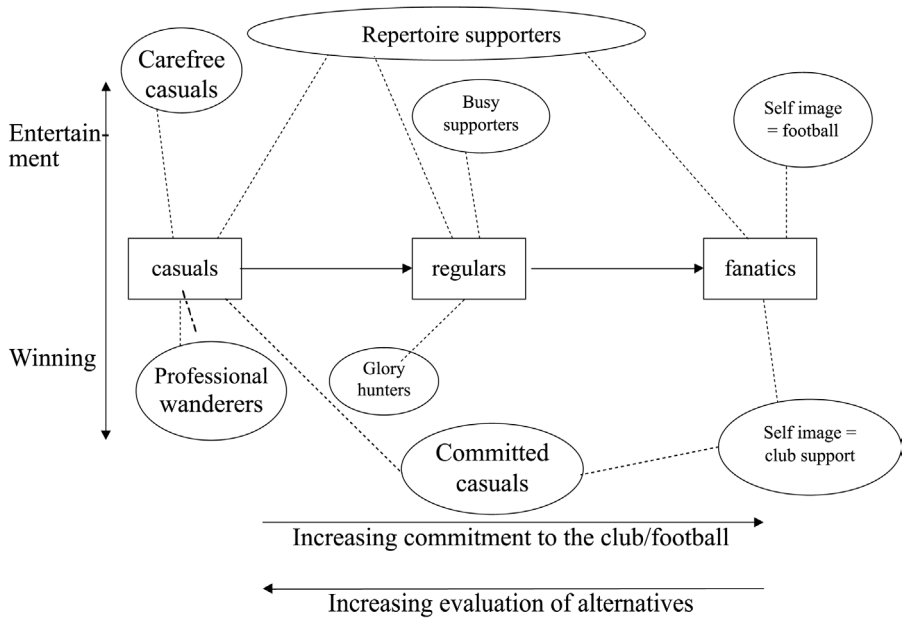 Repertoire supporters
Carefree
casuals
Busy
supporters
Self image
= football
Entertain-
ment
casuals
regulars
fanatics
Winning
Professional
wanderers
Glory
hunters
Committed
casuals
Self image =
club support
Increasing commitment to the club/football
Increasing evaluation of alternatives